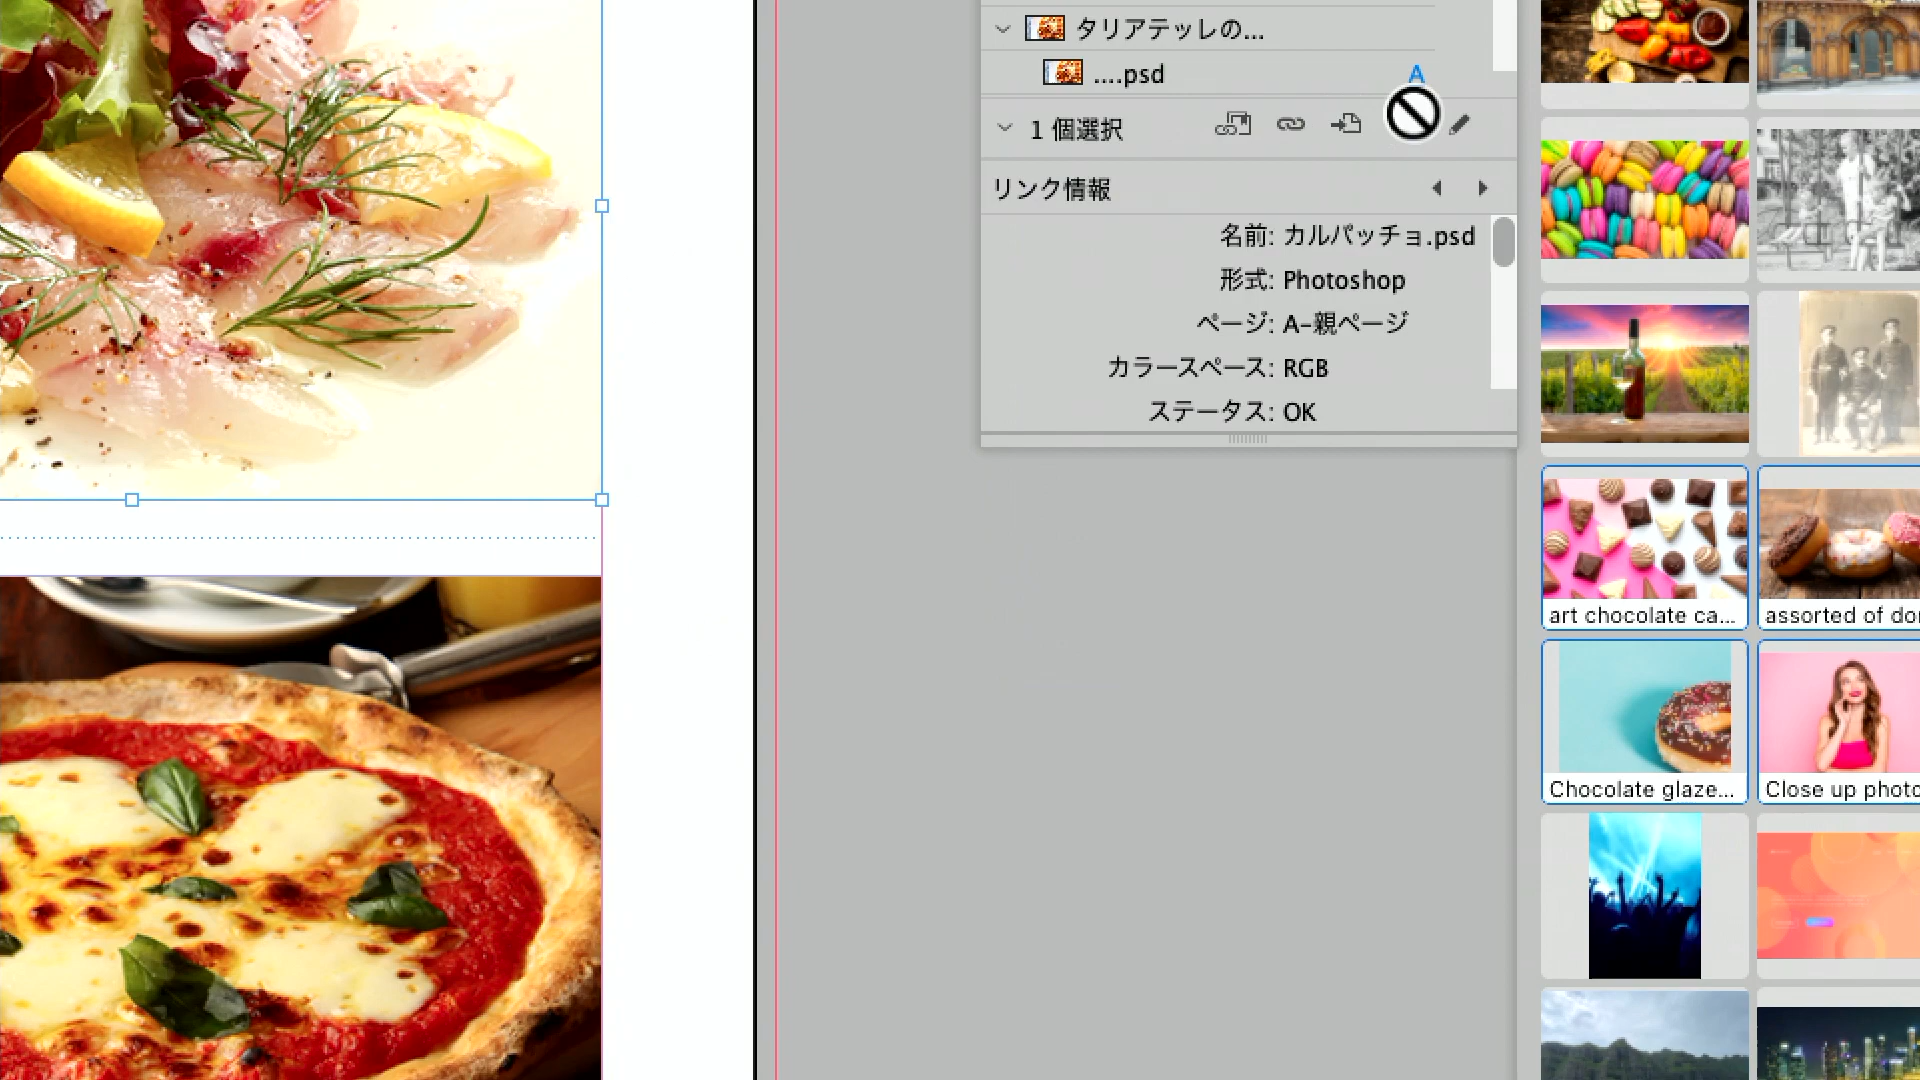 タリアテッレの...
....psd
A
1 個選択
リンク情報
名前: カルパッチョ.psd
形式: Photoshop
ページ: A-親ページ
カラースペース: RGB
ステータス: OK
art chocolate ca...
assorted of do
Chocolate glaze...
Close up photo